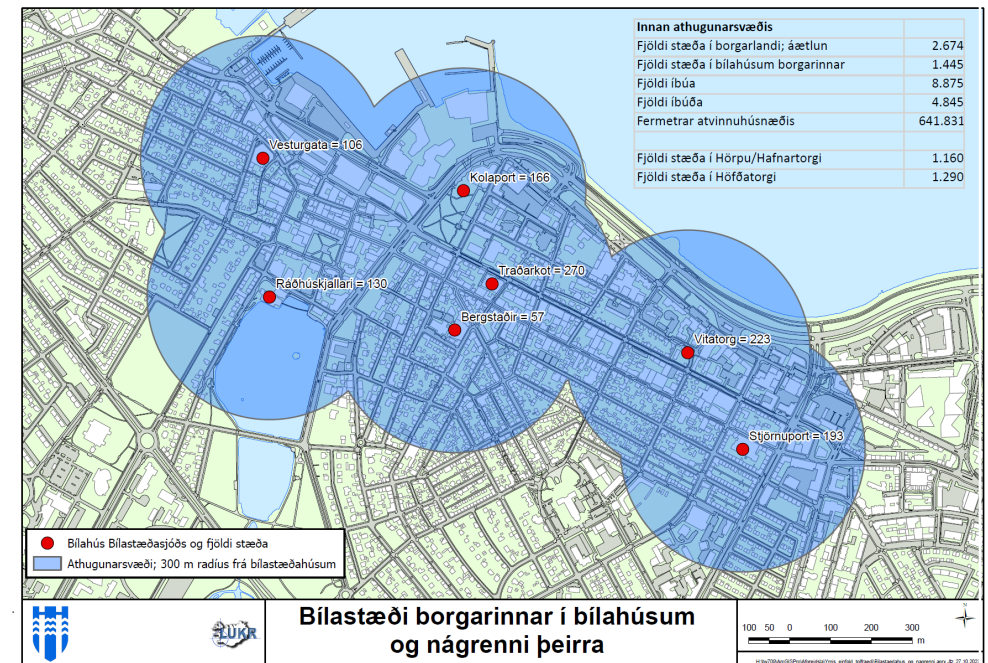 Innan athugunarsvæðis
Fjöldi stæða í borgarlandi; áætlun 2.674
Fjöldi stæða í bílahúsum borgarinnar 1.445
Fjöldi íbúa 8.875
Fjöldi íbúða 4.845
Fermetrar atvinnuhúsnæðis 641.831
Fjöldi stæða í Hörpu/Hafnartorgi 1.160
Fjöldi stæða í Höfðatorgi 1.290
Vesturgata = 106
Kolaport = 166
Traðarkot = 270
Ráðhúskjallari = 130
Bergstaðir = 57
Vitatorg = 223
Stjörnuport = 193
Bílahús Bílastæðasjóðs og fjöldi stæða
Athugunarsvæði; 300 m radíus frá bílastæðahúsum
LUKR
Bílastæði borgarinnar í bílahúsum
og nágrenni þeirra
100 50 0 100 200 300
m